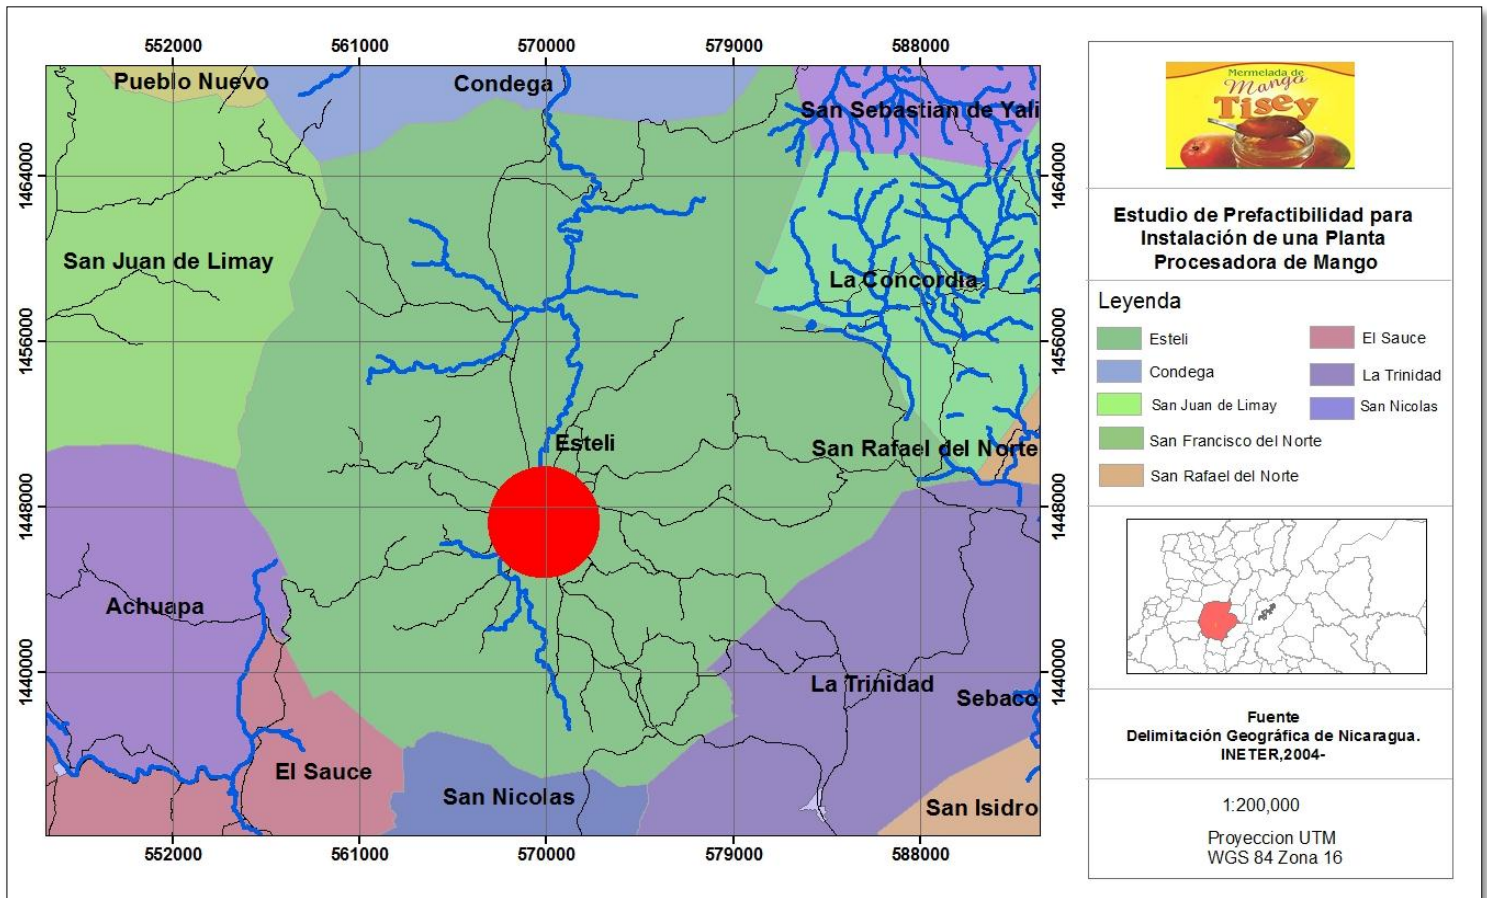 552000 561000 570000 579000 588000
Pueblo Nuevo
Condega
San Sebastian de Yali
1464000
1464000
San Juan de Limay
La Concordia
1456000
1456000
Esteli
San Rafael del Norte
1448000
1448000
Achuapa
La Trinidad
Sebaco
1440000
1440000
El Sauce
San Nicolas
San Isidro
552000 561000 570000 579000 588000
Mermelada de
Mango
Tisey
Estudio de Prefactibilidad para
Instalación de una Planta
Procesadora de Mango
Leyenda
Esteli
El Sauce
Condega
La Trinidad
San Juan de Limay
San Nicolas
San Francisco del Norte
San Rafael del Norte
Fuente
Delimitación Geográfica de Nicaragua.
INETER,2004-
1:200,000
Proyeccion UTM
WGS 84 Zona 16